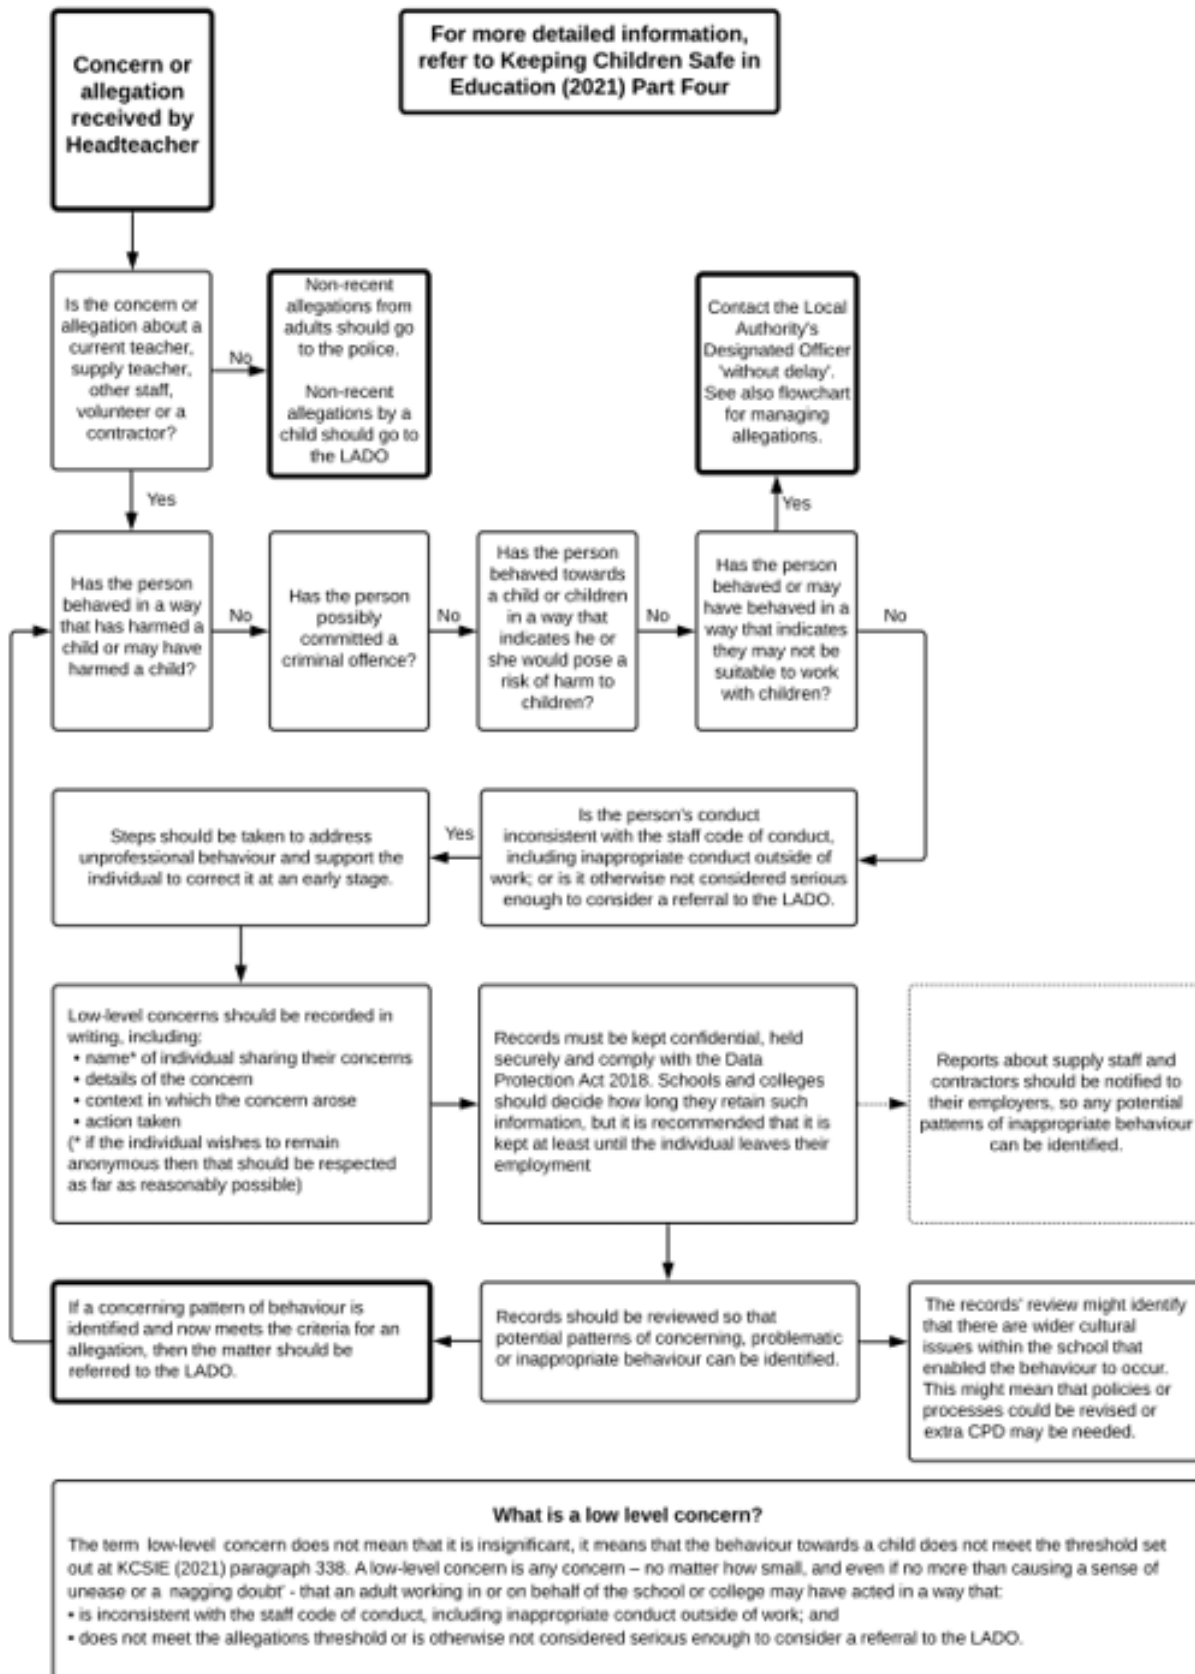 Concern or
allegation
received by
Headteacher
For more detailed information,
refer to Keeping Children Safe in
Education (2021) Part Four
Is the concern or
allegation about a
current teacher,
supply teacher,
other staff,
volunteer or a
contractor?
No
Non-recent
allegations from
adults should go
to the police.
Non-recent
allegations by a
child should go to
the LADO
Contact the Local
Authority's
Designated Officer
'without delay'.
See also flowchart
for managing
allegations.
Yes
Yes
Has the person
behaved in a way
that has harmed a
child or may have
harmed a child?
No
Has the person
possibly
committed a
criminal offence?
No
Has the person
behaved towards
a child or children
in a way that
indicates he or
she would pose a
risk of harm to
children?
No
Has the person
behaved or may
have behaved in a
way that indicates
they may not be
suitable to work
with children?
No
Steps should be taken to address
unprofessional behaviour and support the
individual to correct it at an early stage.
Yes
Is the person's conduct
inconsistent with the staff code of conduct,
including inappropriate conduct outside of
work; or is it otherwise not considered serious
enough to consider a referral to the LADO.
Low-level concerns should be recorded in
writing, including:
• name* of individual sharing their concerns
• details of the concern
• context in which the concern arose
• action taken
(* if the individual wishes to remain
anonymous then that should be respected
as far as reasonably possible)
Records must be kept confidential, held
securely and comply with the Data
Protection Act 2018. Schools and colleges
should decide how long they retain such
information, but it is recommended that it is
kept at least until the individual leaves their
employment
Reports about supply staff and
contractors should be notified to
their employers, so any potential
patterns of inappropriate behaviour
can be identified.
If a concerning pattern of behaviour is
identified and now meets the criteria for an
allegation, then the matter should be
referred to the LADO.
Records should be reviewed so that
potential patterns of concerning, problematic
or inappropriate behaviour can be identified.
The records' review might identify
that there are wider cultural
issues within the school that
enabled the behaviour to occur.
This might mean that policies or
processes could be revised or
extra CPD may be needed.
What is a low level concern?
The term low-level concern does not mean that it is insignificant, it means that the behaviour towards a child does not meet the threshold set
out at KCSIE (2021) paragraph 338. A low-level concern is any concern – no matter how small, and even if no more than causing a sense of
unease or a nagging doubt' - that an adult working in or on behalf of the school or college may have acted in a way that:
• is inconsistent with the staff code of conduct, including inappropriate conduct outside of work; and
• does not meet the allegations threshold or is otherwise not considered serious enough to consider a referral to the LADO.